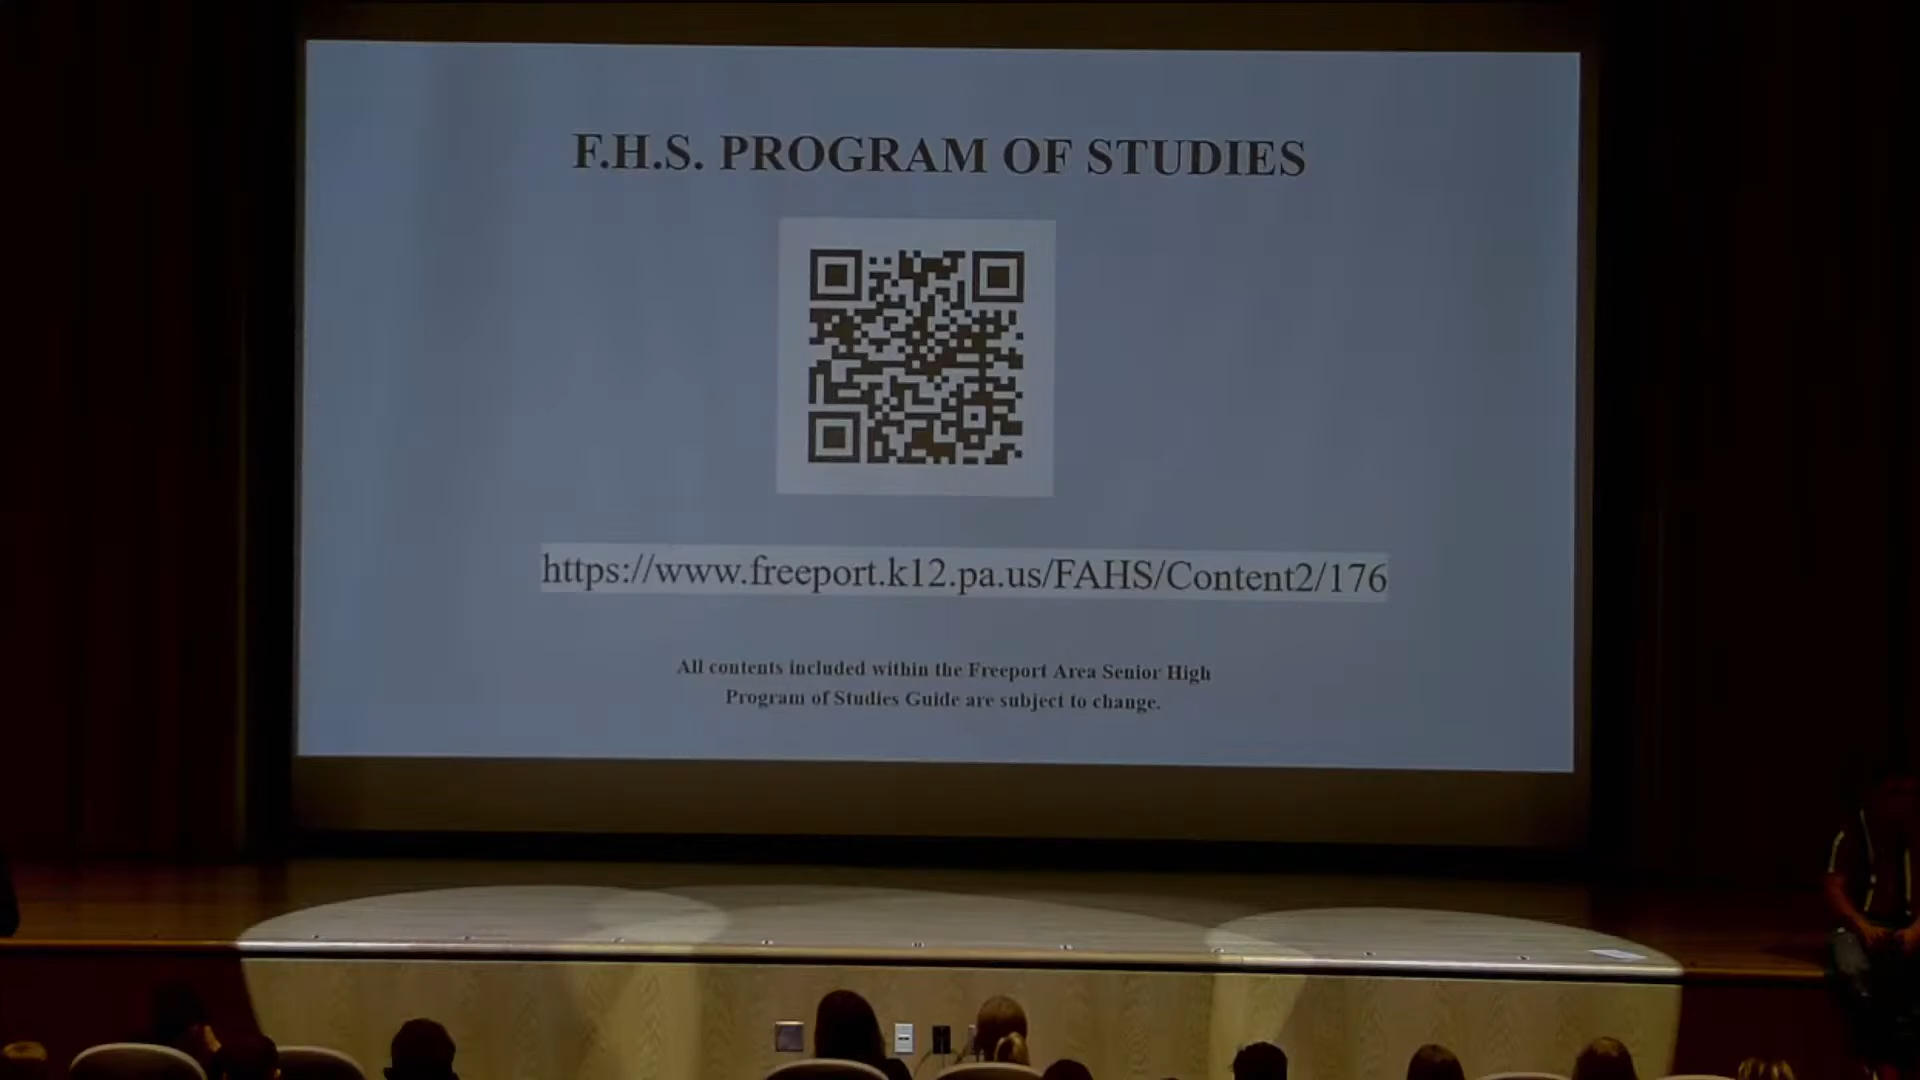 F.H.S. PROGRAM OF STUDIES
https://www.freeport.k12.pa.us/FAHS/Content2/176
All contents included within the Freeport Area Senior High
Program of Studies Guide are subject to change.